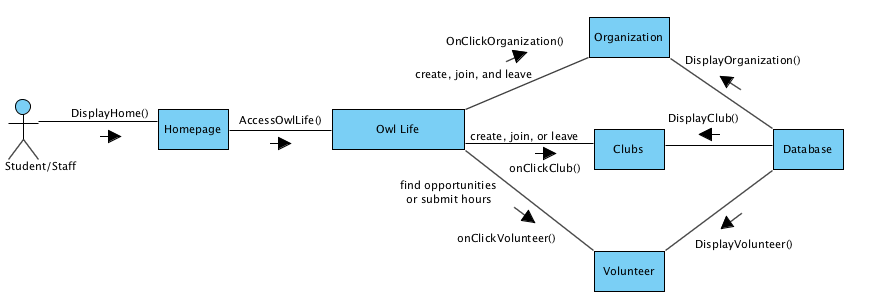 Organization
OnClickOrganization()
create, join, and leave
DisplayOrganization()
DisplayHome()
AccessOwlLife()
DisplayClub()
Homepage
Owl Life
create, join, or leave
Clubs
Database
Student/Staff
onClickClub()
find opportunities
or submit hours
onClickVolunteer()
DisplayVolunteer()
Volunteer